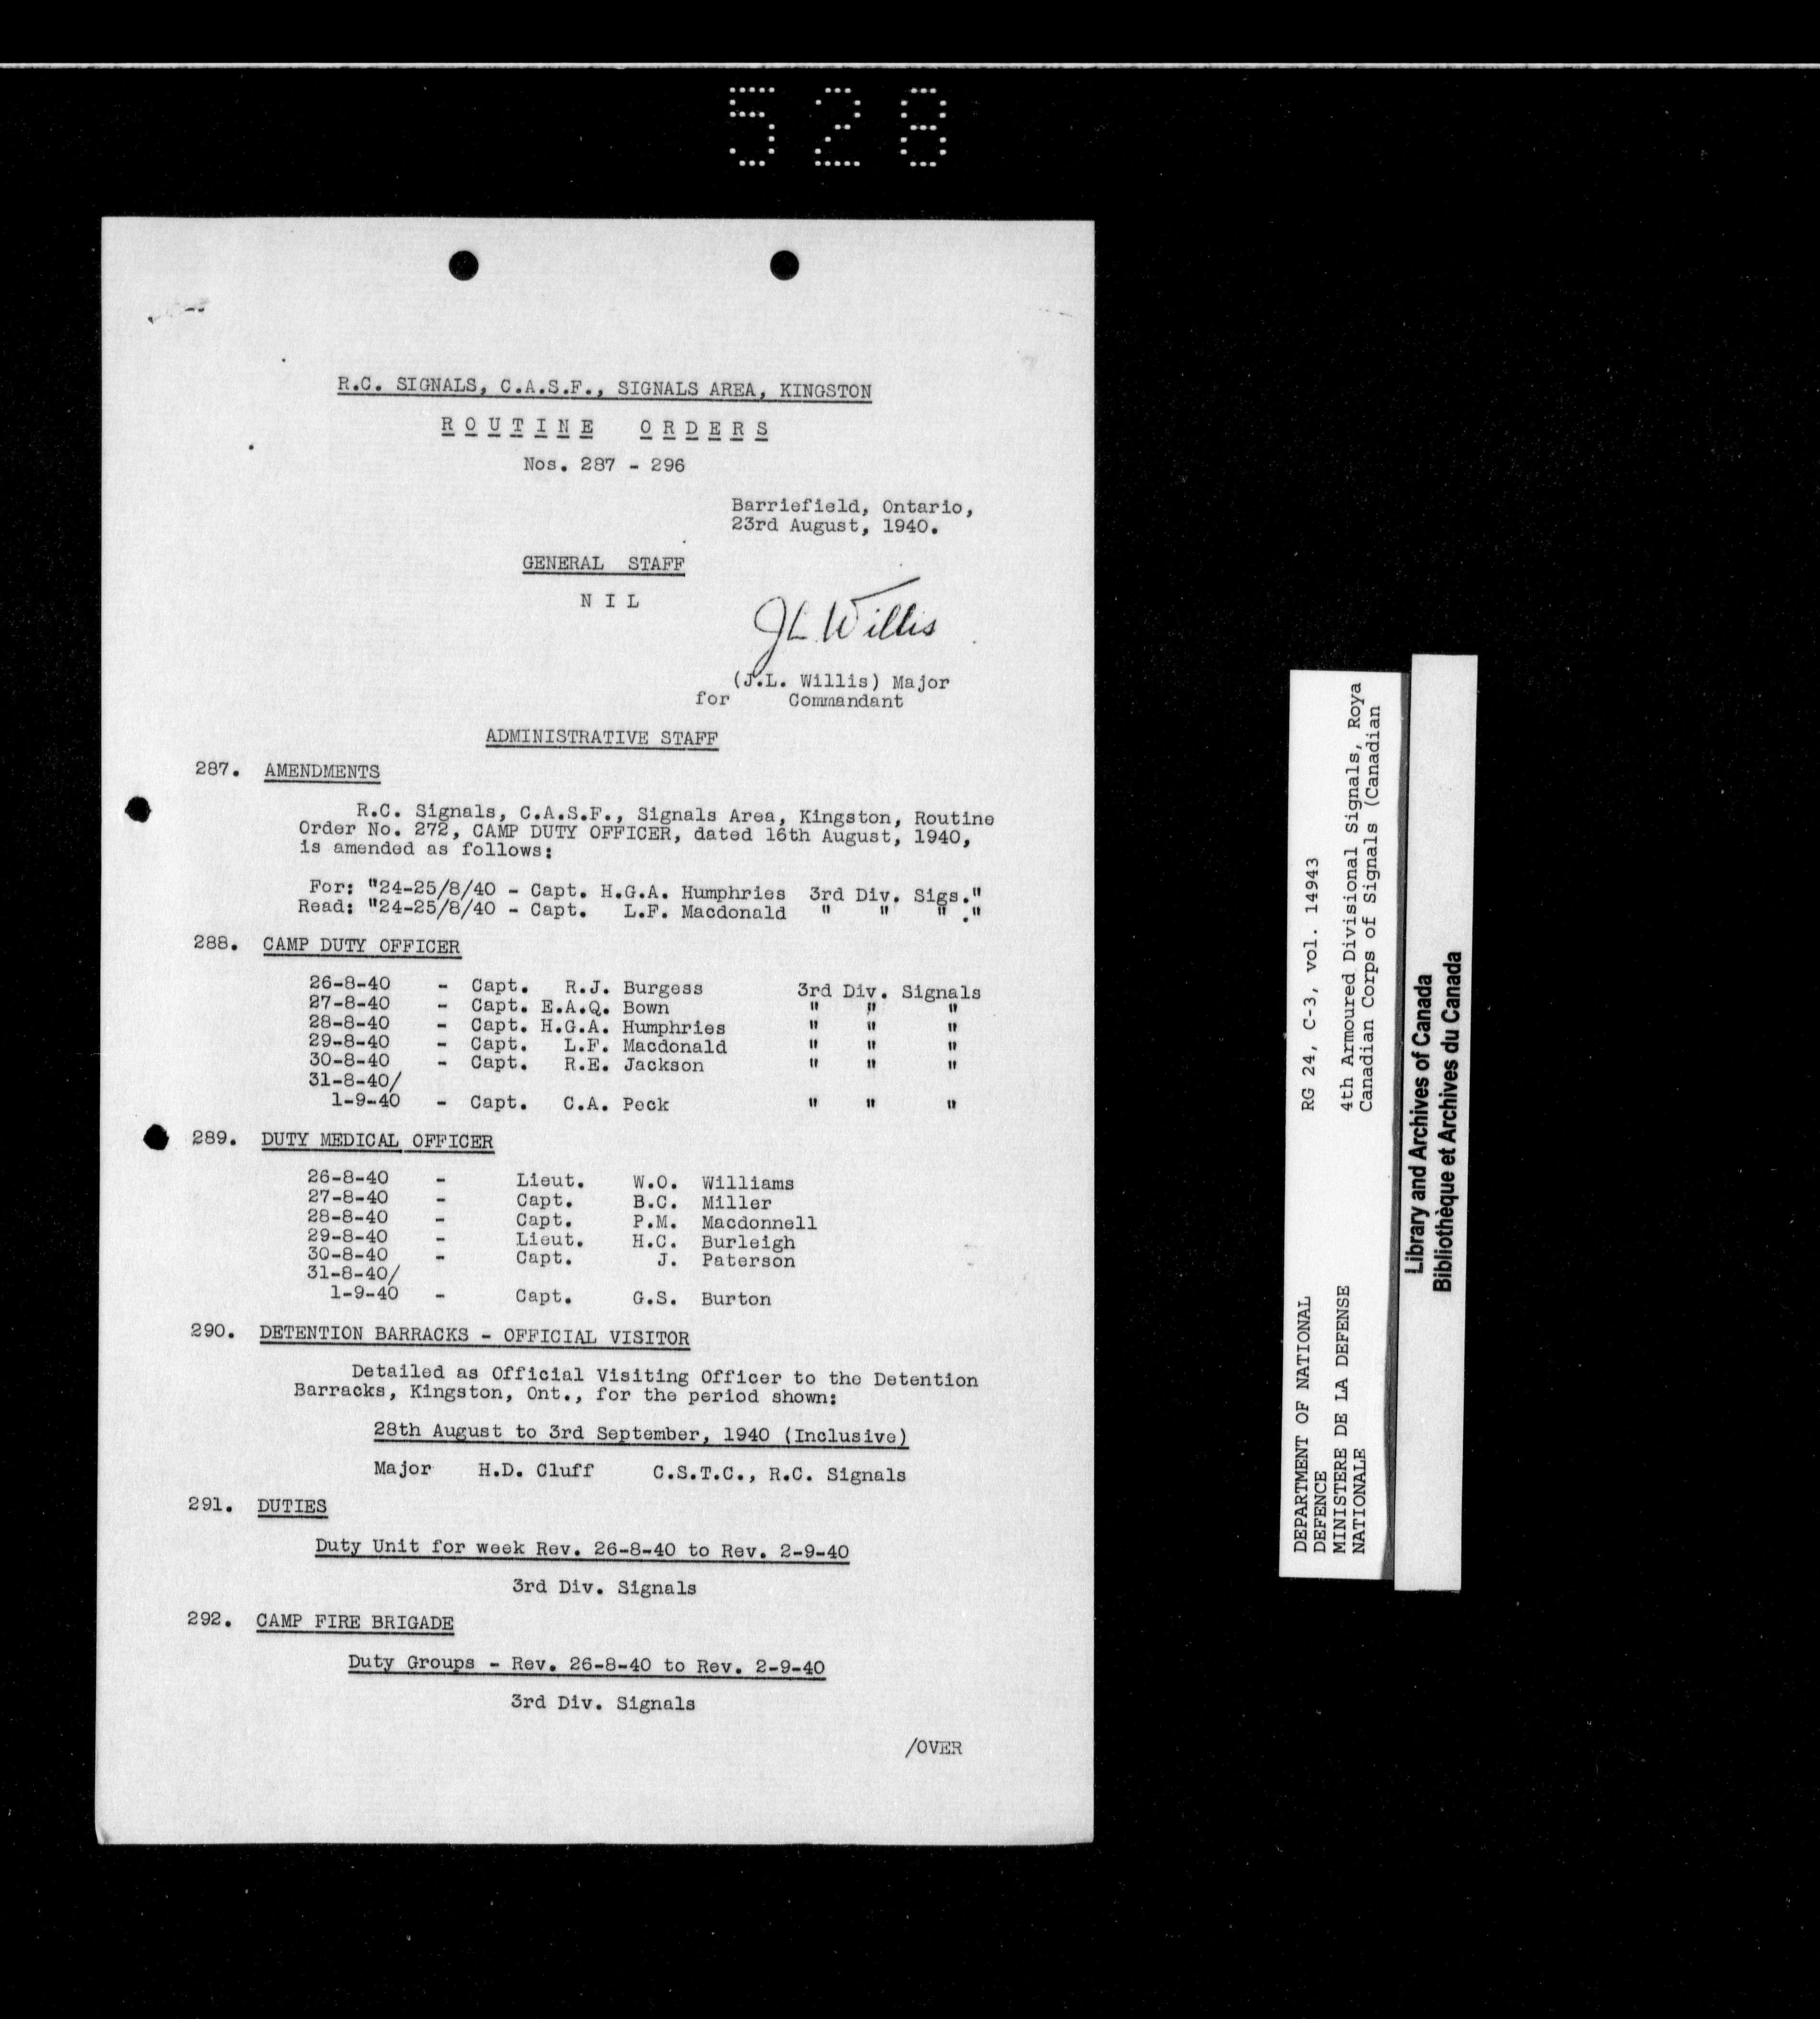 528
R.C. SIGNALS, C.A.S.F., SIGNALS AREA, KINGSTON
R O U T I N E   O R D E R S
Nos. 287 - 296
Barriefield, Ontario,
23rd August, 1940.
GENERAL STAFF
N I L
JL Willis
(J.L. Willis) Major
for Commandant
ADMINISTRATIVE STAFF
287. AMENDMENTS
R.C. Signals, C.A.S.F., Signals Area, Kingston, Routine
Order No. 272, CAMP DUTY OFFICER, dated 16th August, 1940,
is amended as follows:
For: "24-25/8/40 - Capt. H.G.A. Humphries 3rd Div. Sigs."
Read: "24-25/8/40 - Capt. L.F. Macdonald " " " ."
288. CAMP DUTY OFFICER
26-8-40 - Capt. R.J. Burgess 3rd Div. Signals
27-8-40 - Capt. E.A.Q. Bown " " "
28-8-40 - Capt. H.G.A. Humphries " " "
29-8-40 - Capt. L.F. Macdonald " " "
30-8-40 - Capt. R.E. Jackson " " "
31-8-40/
1-9-40 - Capt. C.A. Peck " " "
289. DUTY MEDICAL OFFICER
26-8-40 - Lieut. W.O. Williams
27-8-40 - Capt. B.C. Miller
28-8-40 - Capt. P.M. Macdonnell
29-8-40 - Lieut. H.C. Burleigh
30-8-40 - Capt. J. Paterson
31-8-40/
1-9-40 - Capt. G.S. Burton
290. DETENTION BARRACKS - OFFICIAL VISITOR
Detailed as Official Visiting Officer to the Detention
Barracks, Kingston, Ont., for the period shown:
28th August to 3rd September, 1940 (Inclusive)
Major H.D. Cluff C.S.T.C., R.C. Signals
291. DUTIES
Duty Unit for week Rev. 26-8-40 to Rev. 2-9-40
3rd Div. Signals
292. CAMP FIRE BRIGADE
Duty Groups - Rev. 26-8-40 to Rev. 2-9-40
3rd Div. Signals
/OVER
DEPARTMENT OF NATIONAL
DEFENCE
MINISTERE DE LA DEFENSE
NATIONALE
RG 24, C-3, vol. 14943
4th Armoured Divisional Signals, Roya
Canadian Corps of Signals (Canadian
Library and Archives of Canada
Bibliothèque et Archives du Canada